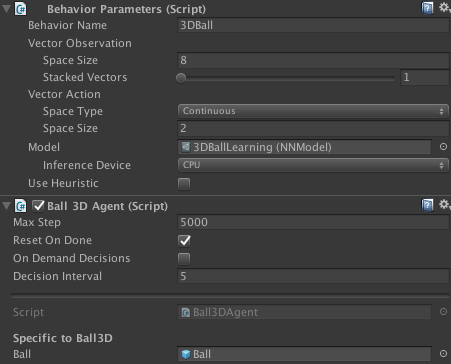 Behavior Parameters (Script)
Behavior Name 3DBall
Vector Observation
Space Size 8
Stacked Vectors 1
Vector Action
Space Type Continuous
Space Size 2
Model 3DBallLearning (NNModel)
Inference Device CPU
Use Heuristic
Ball 3D Agent (Script)
Max Step 5000
Reset On Done
On Demand Decisions
Decision Interval 5
Script Ball3DAgent
Specific to Ball3D
Ball Ball